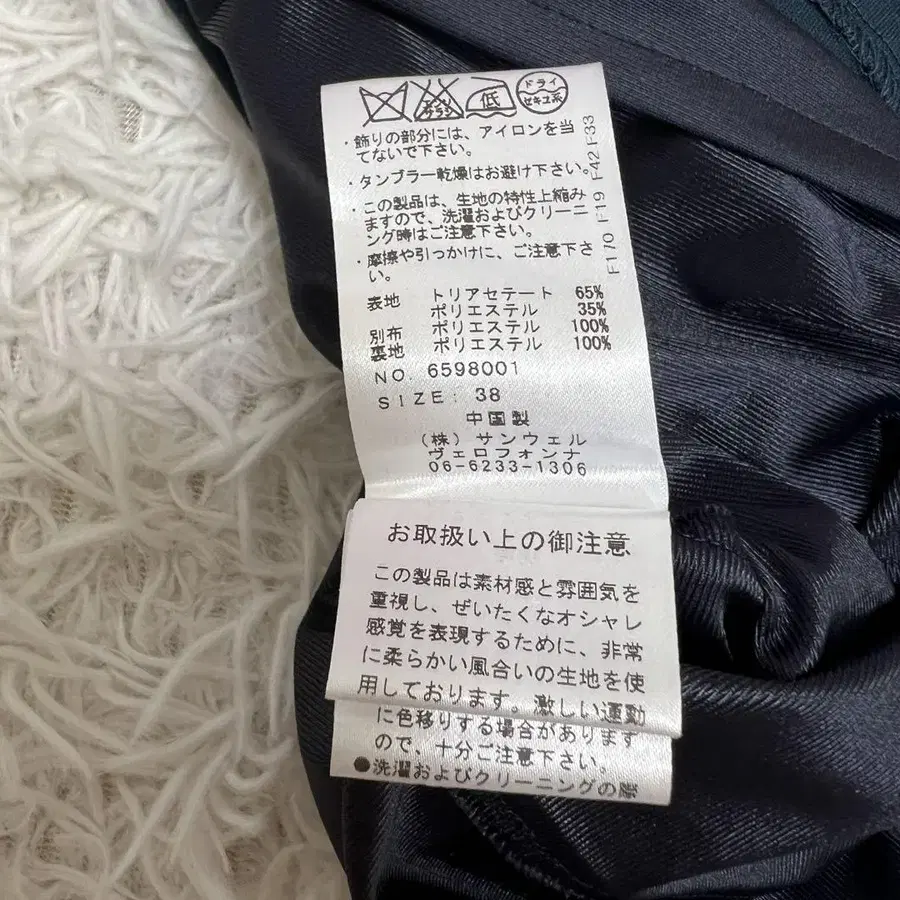 エンソ
サラシ
低
ドライ
セキユ系
・飾りの部分には、アイロンを当
てないで下さい。
・タンブラー乾燥はお避け下さい。
・この製品は、生地の特性上縮み
ますので、洗濯およびクリーニ
ング時はご注意下さい。
・摩擦や引っかけに、ご注意下さ
い。
F170 F19 F42 F33
表地 トリアセテート 65%
ポリエステル 35%
別布 ポリエステル 100%
裏地 ポリエステル 100%
NO. 6598001
SIZE: 38
中国製
(株) サンウェル
ヴェロフォンナ
06-6233-1306
お取扱い上の御注意
この製品は素材感と雰囲気を
重視し、ぜいたくなオシャレ
感覚を表現するために、非常
に柔らかい風合いの生地を使
用しております。激しい運動
に色移りする場合があります
ので、十分ご注意下さい。
●洗濯およびクリーニングの際